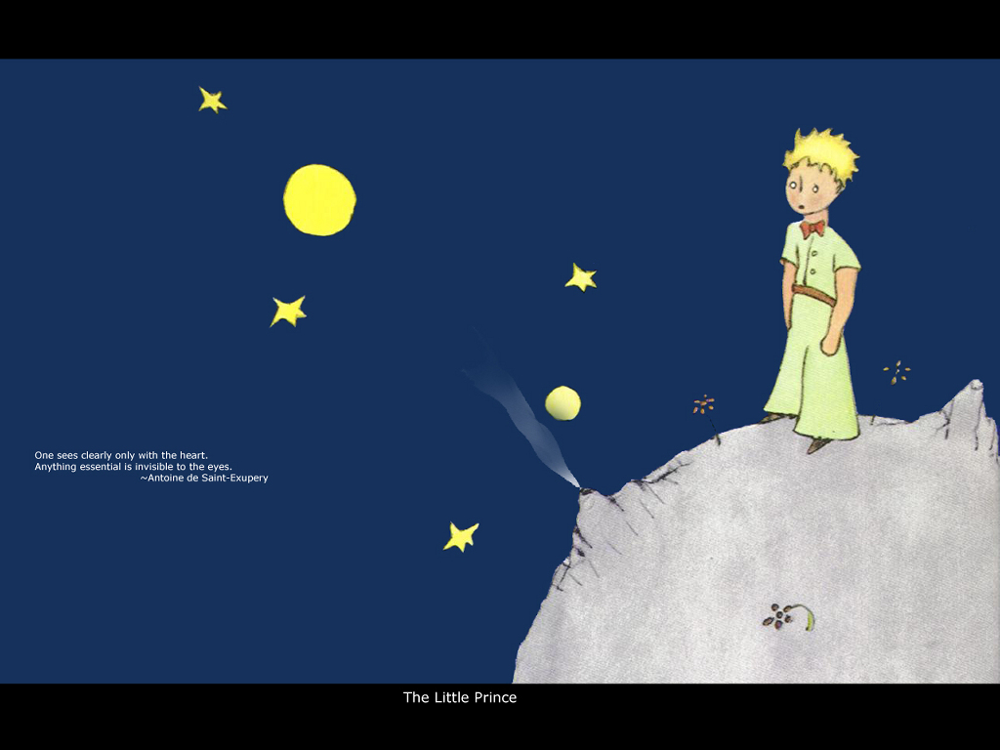 One sees clearly only with the heart.
Anything essential is invisible to the eyes.
~Antoine de Saint-Exupery
The Little Prince